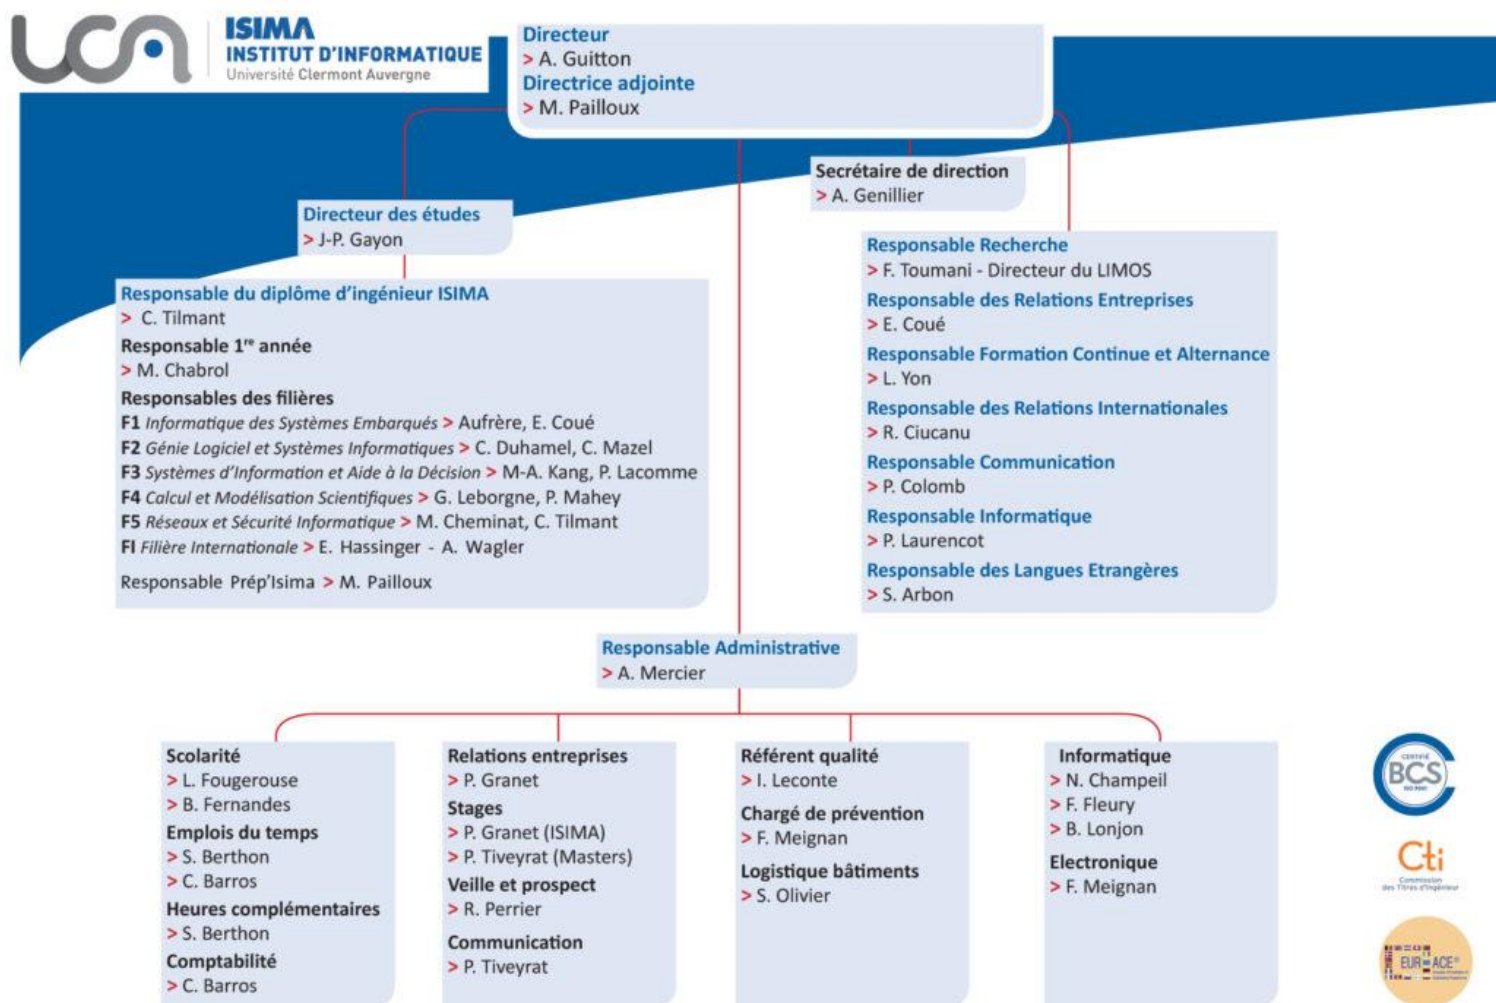 UCA
ISIMA
INSTITUT D'INFORMATIQUE
Université Clermont Auvergne
Directeur
> A. Guitton
Directrice adjointe
> M. Pailloux
Secrétaire de direction
> A. Genillier
Directeur des études
> J-P. Gayon
Responsable du diplôme d'ingénieur ISIMA
> C. Tilmant
Responsable 1re année
> M. Chabrol
Responsables des filières
F1 Informatique des Systèmes Embarqués > Aufrère, E. Coué
F2 Génie Logiciel et Systèmes Informatiques > C. Duhamel, C. Mazel
F3 Systèmes d'Information et Aide à la Décision > M-A. Kang, P. Lacomme
F4 Calcul et Modélisation Scientifiques > G. Leborgne, P. Mahey
F5 Réseaux et Sécurité Informatique > M. Cheminat, C. Tilmant
FI Filière Internationale > E. Hassinger - A. Wagler
Responsable Prép'Isima > M. Pailloux
Responsable Recherche
> F. Toumani - Directeur du LIMOS
Responsable des Relations Entreprises
> E. Coué
Responsable Formation Continue et Alternance
> L. Yon
Responsable des Relations Internationales
> R. Ciucanu
Responsable Communication
> P. Colomb
Responsable Informatique
> P. Laurencot
Responsable des Langues Etrangères
> S. Arbon
Responsable Administrative
> A. Mercier
Scolarité
> L. Fougerouse
> B. Fernandes
Emplois du temps
> S. Berthon
> C. Barros
Heures complémentaires
> S. Berthon
Comptabilité
> C. Barros
Relations entreprises
> P. Granet
Stages
> P. Granet (ISIMA)
> P. Tiveyrat (Masters)
Veille et prospect
> R. Perrier
Communication
> P. Tiveyrat
Référent qualité
> I. Leconte
Chargé de prévention
> F. Meignan
Logistique bâtiments
> S. Olivier
Informatique
> N. Champeil
> F. Fleury
> B. Lonjon
Electronique
> F. Meignan
CERTIFIÉ
BCS
ISO 9001
Cti
Commission
des Titres d'Ingénieur
EUR-ACE®